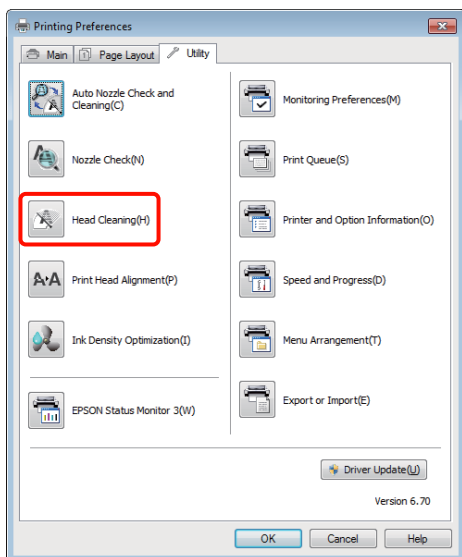 Printing Preferences
Main
Page Layout
Utility
Auto Nozzle Check and
Cleaning(C)
Nozzle Check(N)
Head Cleaning(H)
Print Head Alignment(P)
Ink Density Optimization(I)
EPSON Status Monitor 3(W)
Monitoring Preferences(M)
Print Queue(S)
Printer and Option Information(O)
Speed and Progress(D)
Menu Arrangement(T)
Export or Import(E)
Driver Update(U)
Version 6.70
OK
Cancel
Help